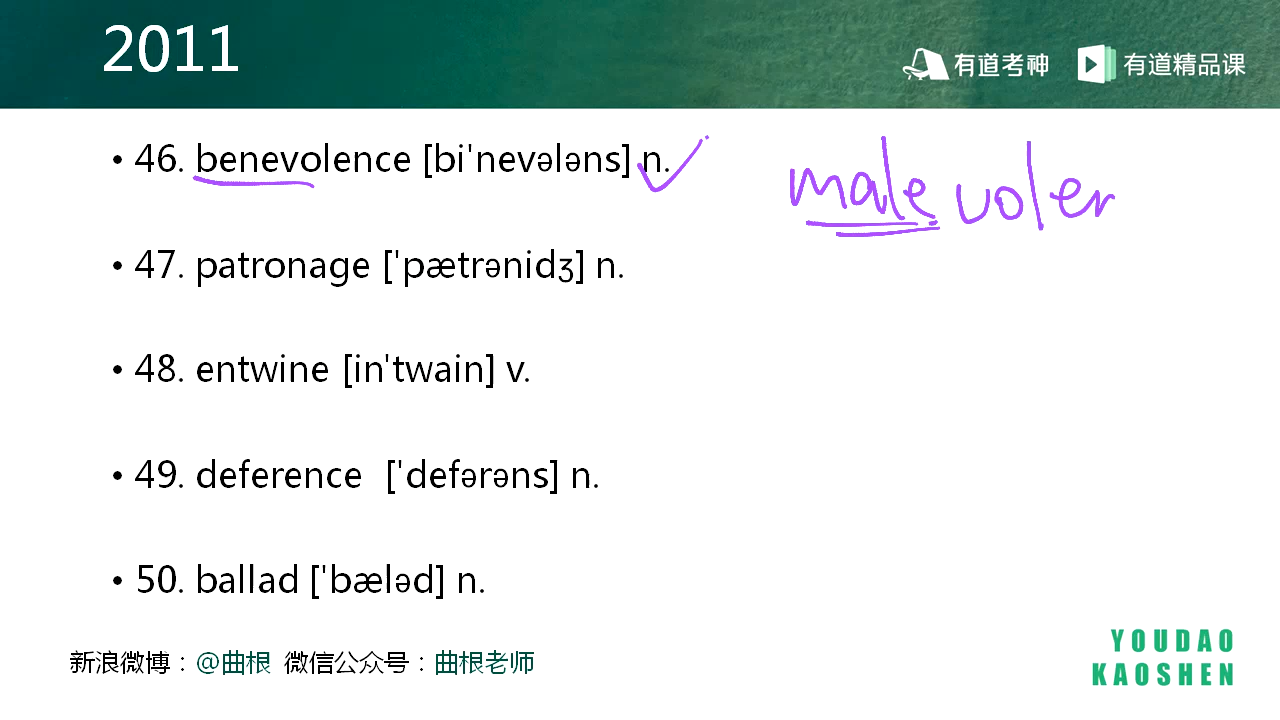 2011
有道考神 有道精品课
• 46. benevolence [biˈnevələns] n.
male volen
• 47. patronage [ˈpætrənidʒ] n.
• 48. entwine [inˈtwain] v.
• 49. deference [ˈdefərəns] n.
• 50. ballad [ˈbæləd] n.
新浪微博：@曲根 微信公众号：曲根老师
YOUDAO
KAOSHEN